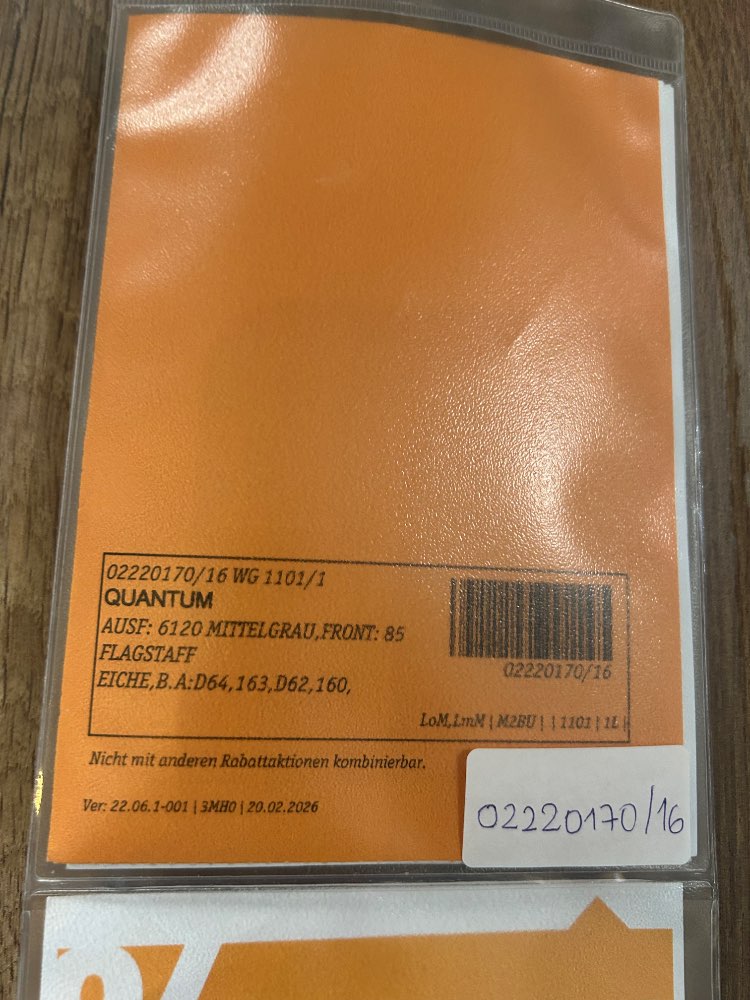 02220170/16 WG 1101/1
QUANTUM
AUSF: 6120 MITTELGRAU,FRONT: 85
FLAGSTAFF
EICHE,B.A:D64,163,D62,160,
02220170/16
LoM,LmM | M2BU | | 1101 | 1L |
Nicht mit anderen Rabattaktionen kombinierbar.
Ver: 22.06.1-001 | 3MH0 | 20.02.2026
02220170/16